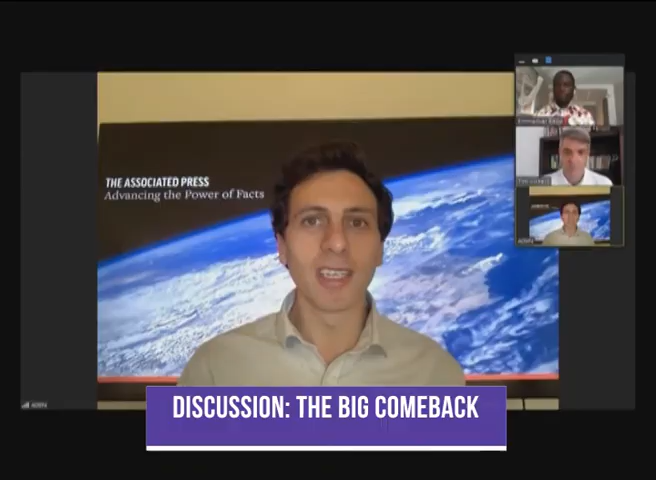 THE ASSOCIATED PRESS
Advancing the Power of Facts
DISCUSSION: THE BIG COMEBACK